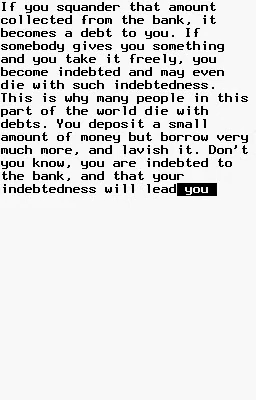 If you squander that amount
collected from the bank, it
becomes a debt to you. If
somebody gives you something
and you take it freely, you
become indebted and may even
die with such indebtedness.
This is why many people in this
part of the world die with
debts. You deposit a small
amount of money but borrow very
much more, and lavish it. Don't
you know, you are indebted to
the bank, and that your
indebtedness will lead you